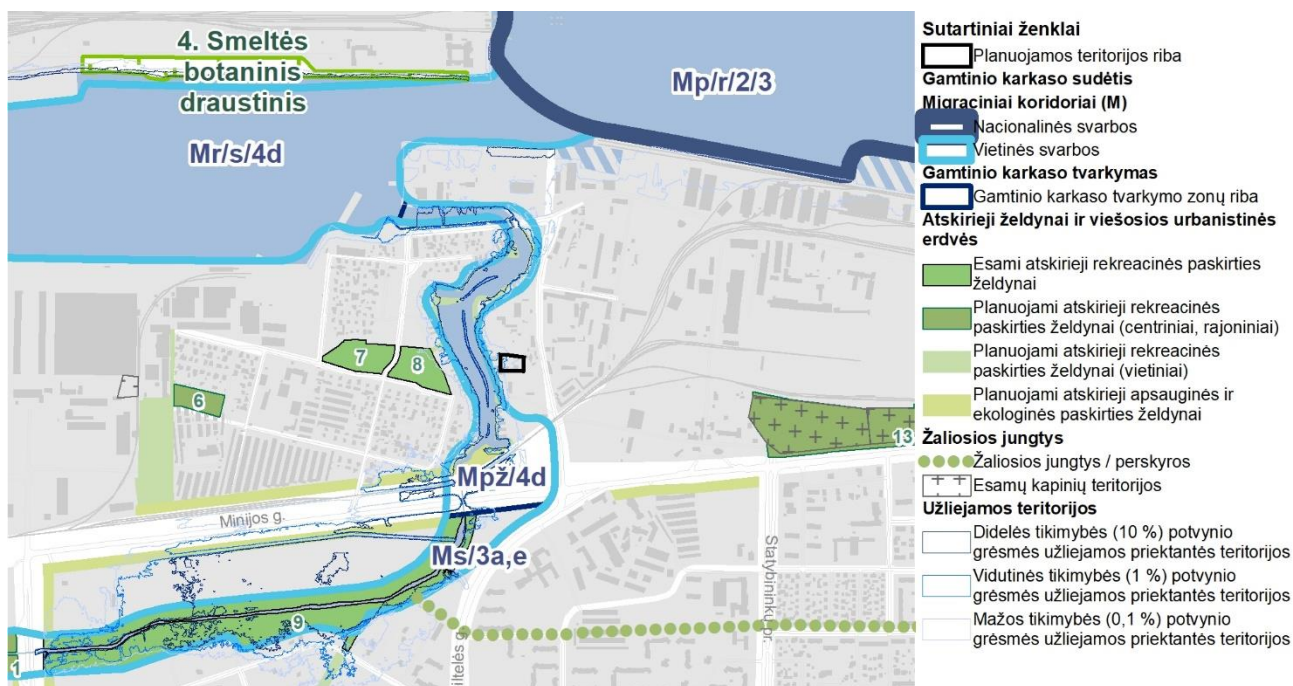 4. Smeltės
botaninis
draustinis
Mp/r/2/3
Mr/s/4d
7
8
6
13
Mpž/4d
Minijos g.
Ms/3a,e
Statybininkų pr.
9
1
Sutartiniai ženklai
Planuojamos teritorijos riba
Gamtinio karkaso sudėtis
Migraciniai koridoriai (M)
Nacionalinės svarbos
Vietinės svarbos
Gamtinio karkaso tvarkymas
Gamtinio karkaso tvarkymo zonų riba
Atskirieji želdynai ir viešosios urbanistinės
erdvės
Esami atskirieji rekreacinės paskirties
želdynai
Planuojami atskirieji rekreacinės
paskirties želdynai (centriniai, rajoniniai)
Planuojami atskirieji rekreacinės
paskirties želdynai (vietiniai)
Planuojami atskirieji apsauginės ir
ekologinės paskirties želdynai
Žaliosios jungtys
Žaliosios jungtys / perskyros
Esamų kapinių teritorijos
Užliejamos teritorijos
Didelės tikimybės (10 %) potvynio
grėsmės užliejamos priektantės teritorijos
Vidutinės tikimybės (1 %) potvynio
grėsmės užliejamos priektantės teritorijos
Mažos tikimybės (0,1 %) potvynio
grėsmės užliejamos priektantės teritorijos